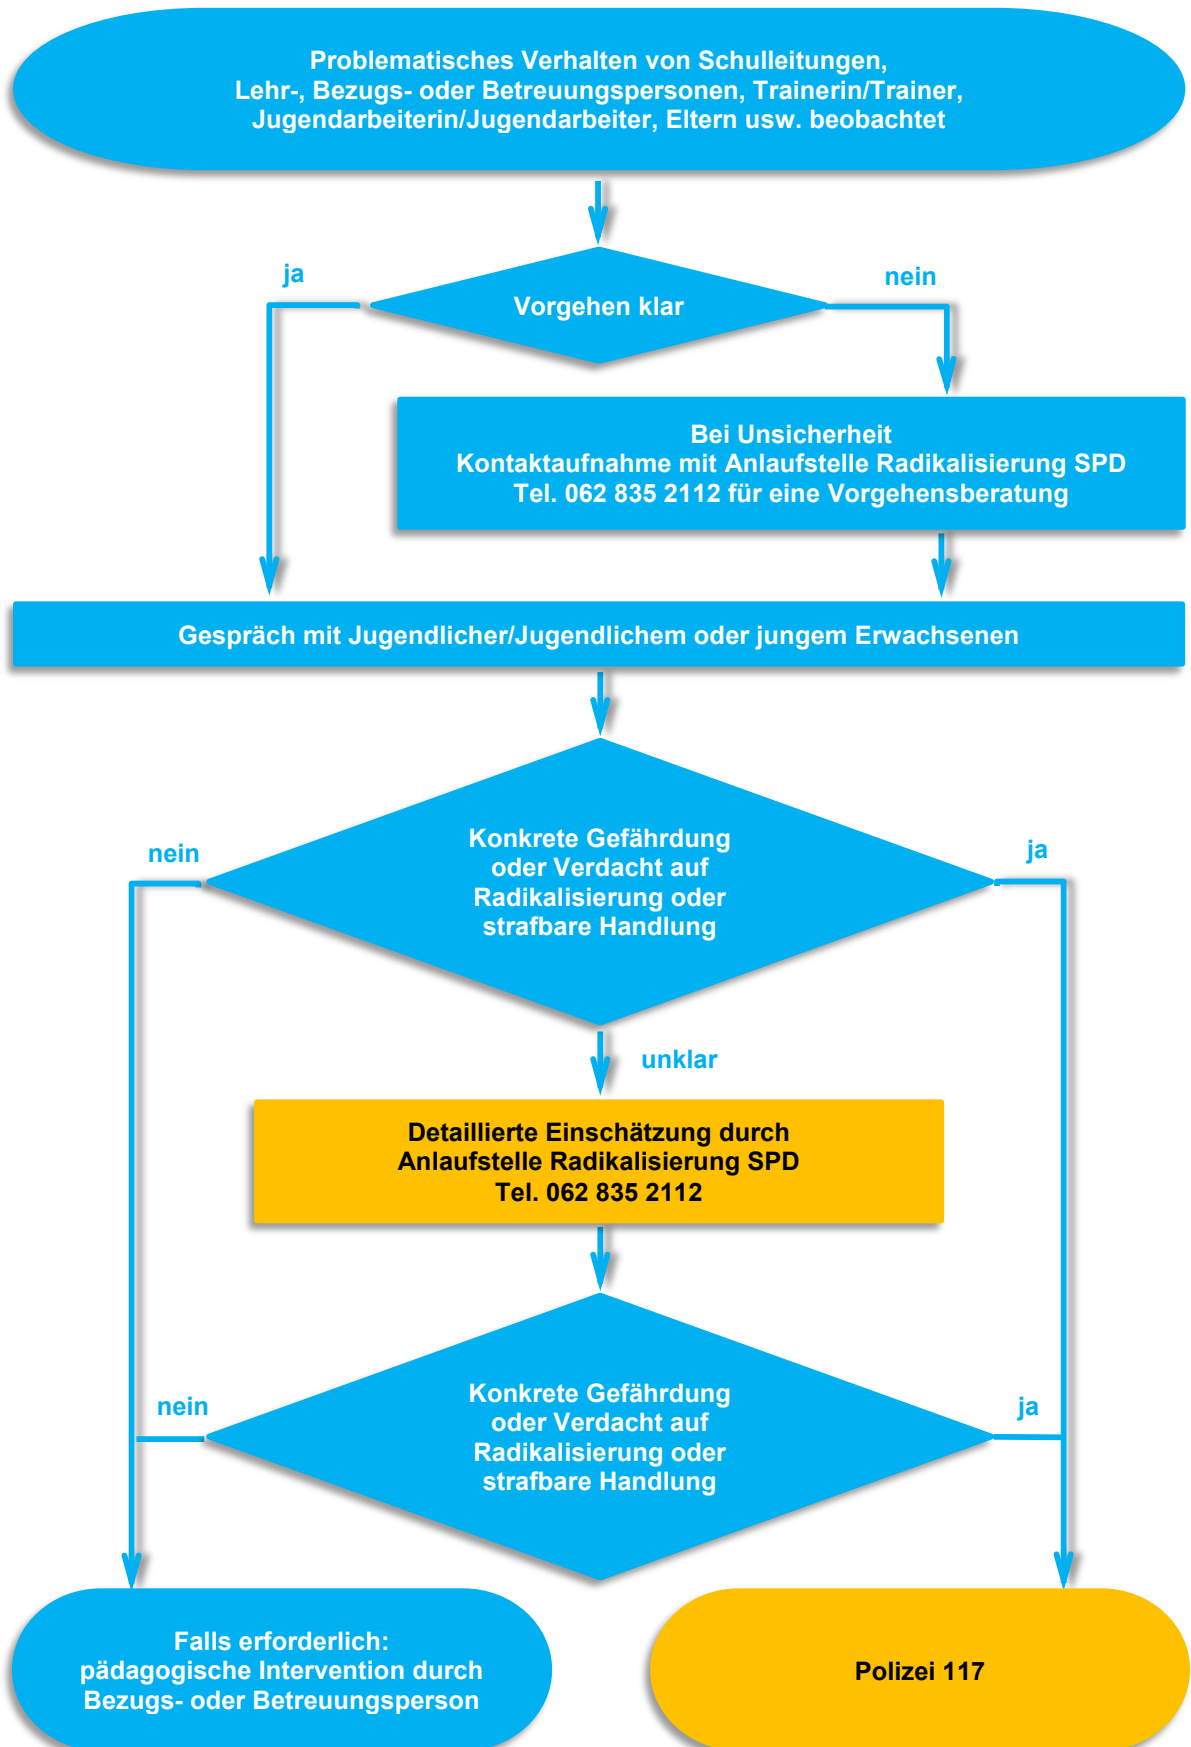 Problematisches Verhalten von Schulleitungen,
Lehr-, Bezugs- oder Betreuungspersonen, Trainerin/Trainer,
Jugendarbeiterin/Jugendarbeiter, Eltern usw. beobachtet
ja
nein
Vorgehen klar
Bei Unsicherheit
Kontaktaufnahme mit Anlaufstelle Radikalisierung SPD
Tel. 062 835 2112 für eine Vorgehensberatung
Gespräch mit Jugendlicher/Jugendlichem oder jungem Erwachsenen
nein
ja
Konkrete Gefährdung
oder Verdacht auf
Radikalisierung oder
strafbare Handlung
unklar
Detaillierte Einschätzung durch
Anlaufstelle Radikalisierung SPD
Tel. 062 835 2112
nein
ja
Konkrete Gefährdung
oder Verdacht auf
Radikalisierung oder
strafbare Handlung
Falls erforderlich:
pädagogische Intervention durch
Bezugs- oder Betreuungsperson
Polizei 117